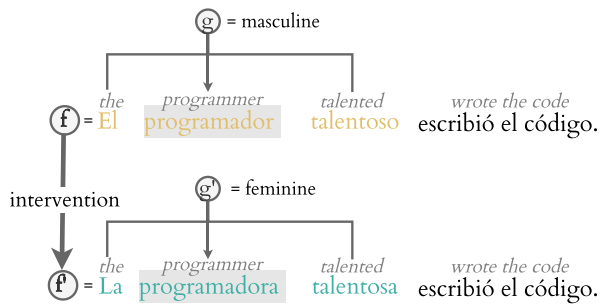 g = masculine
the programmer talented wrote the code
f = El programador talentoso escribió el código.
intervention
g' = feminine
the programmer talented wrote the code
f' = La programadora talentosa escribió el código.